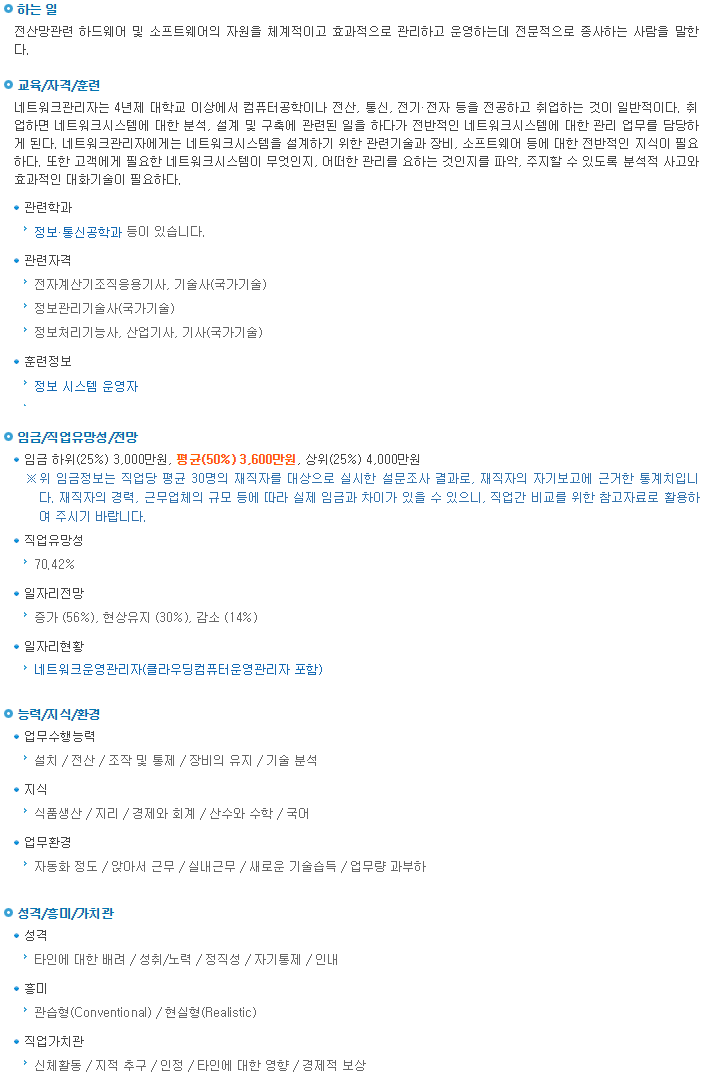 하는 일
전산망관련 하드웨어 및 소프트웨어의 자원을 체계적이고 효과적으로 관리하고 운영하는데 전문적으로 종사하는 사람을 말한
다.
교육/자격/훈련
네트워크관리자는 4년제 대학교 이상에서 컴퓨터공학이나 전산, 통신, 전기·전자 등을 전공하고 취업하는 것이 일반적이다. 취
업하면 네트워크시스템에 대한 분석, 설계 및 구축에 관련된 일을 하다가 전반적인 네트워크시스템에 대한 관리 업무를 담당하
게 된다. 네트워크관리자에게는 네트워크시스템을 설계하기 위한 관련기술과 장비, 소프트웨어 등에 대한 전반적인 지식이 필요
하다. 또한 고객에게 필요한 네트워크시스템이 무엇인지, 어떠한 관리를 요하는 것인지를 파악, 주지할 수 있도록 분석적 사고와
효과적인 대화기술이 필요하다.
관련학과
정보·통신공학과 등이 있습니다.
관련자격
전자계산기조직응용기사, 기술사(국가기술)
정보관리기술사(국가기술)
정보처리기능사, 산업기사, 기사(국가기술)
훈련정보
정보 시스템 운영자
임금/직업유망성/전망
임금 하위(25%) 3,000만원, 평균(50%) 3,600만원, 상위(25%) 4,000만원
※위 임금정보는 직업당 평균 30명의 재직자를 대상으로 실시한 설문조사 결과로, 재직자의 자기보고에 근거한 통계치입니
다. 재직자의 경력, 근무업체의 규모 등에 따라 실제 임금과 차이가 있을 수 있으니, 직업간 비교를 위한 참고자료로 활용하
여 주시기 바랍니다.
직업유망성
70.42%
일자리전망
증가 (56%), 현상유지 (30%), 감소 (14%)
일자리현황
네트워크운영관리자(클라우딩컴퓨터운영관리자 포함)
능력/지식/환경
업무수행능력
설치 / 전산 / 조작 및 통제 / 장비의 유지 / 기술 분석
지식
식품생산 / 지리 / 경제와 회계 / 산수와 수학 / 국어
업무환경
자동화 정도 / 앉아서 근무 / 실내근무 / 새로운 기술습득 / 업무량 과부하
성격/흥미/가치관
성격
타인에 대한 배려 / 성취/노력 / 정직성 / 자기통제 / 인내
흥미
관습형(Conventional) / 현실형(Realistic)
직업가치관
신체활동 / 지적 추구 / 인정 / 타인에 대한 영향 / 경제적 보상